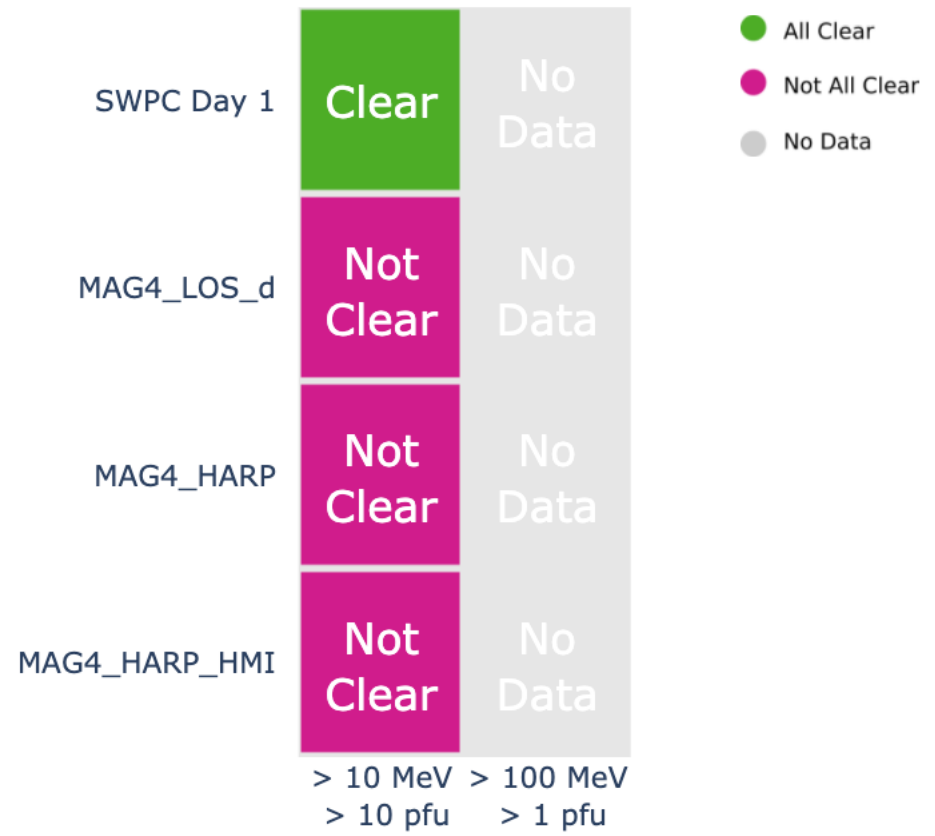 SWPC Day 1
Clear
No
Data
MAG4_LOS_d
Not
Clear
No
Data
MAG4_HARP
Not
Clear
No
Data
MAG4_HARP_HMI
Not
Clear
No
Data
> 10 MeV > 100 MeV
> 10 pfu > 1 pfu
All Clear
Not All Clear
No Data